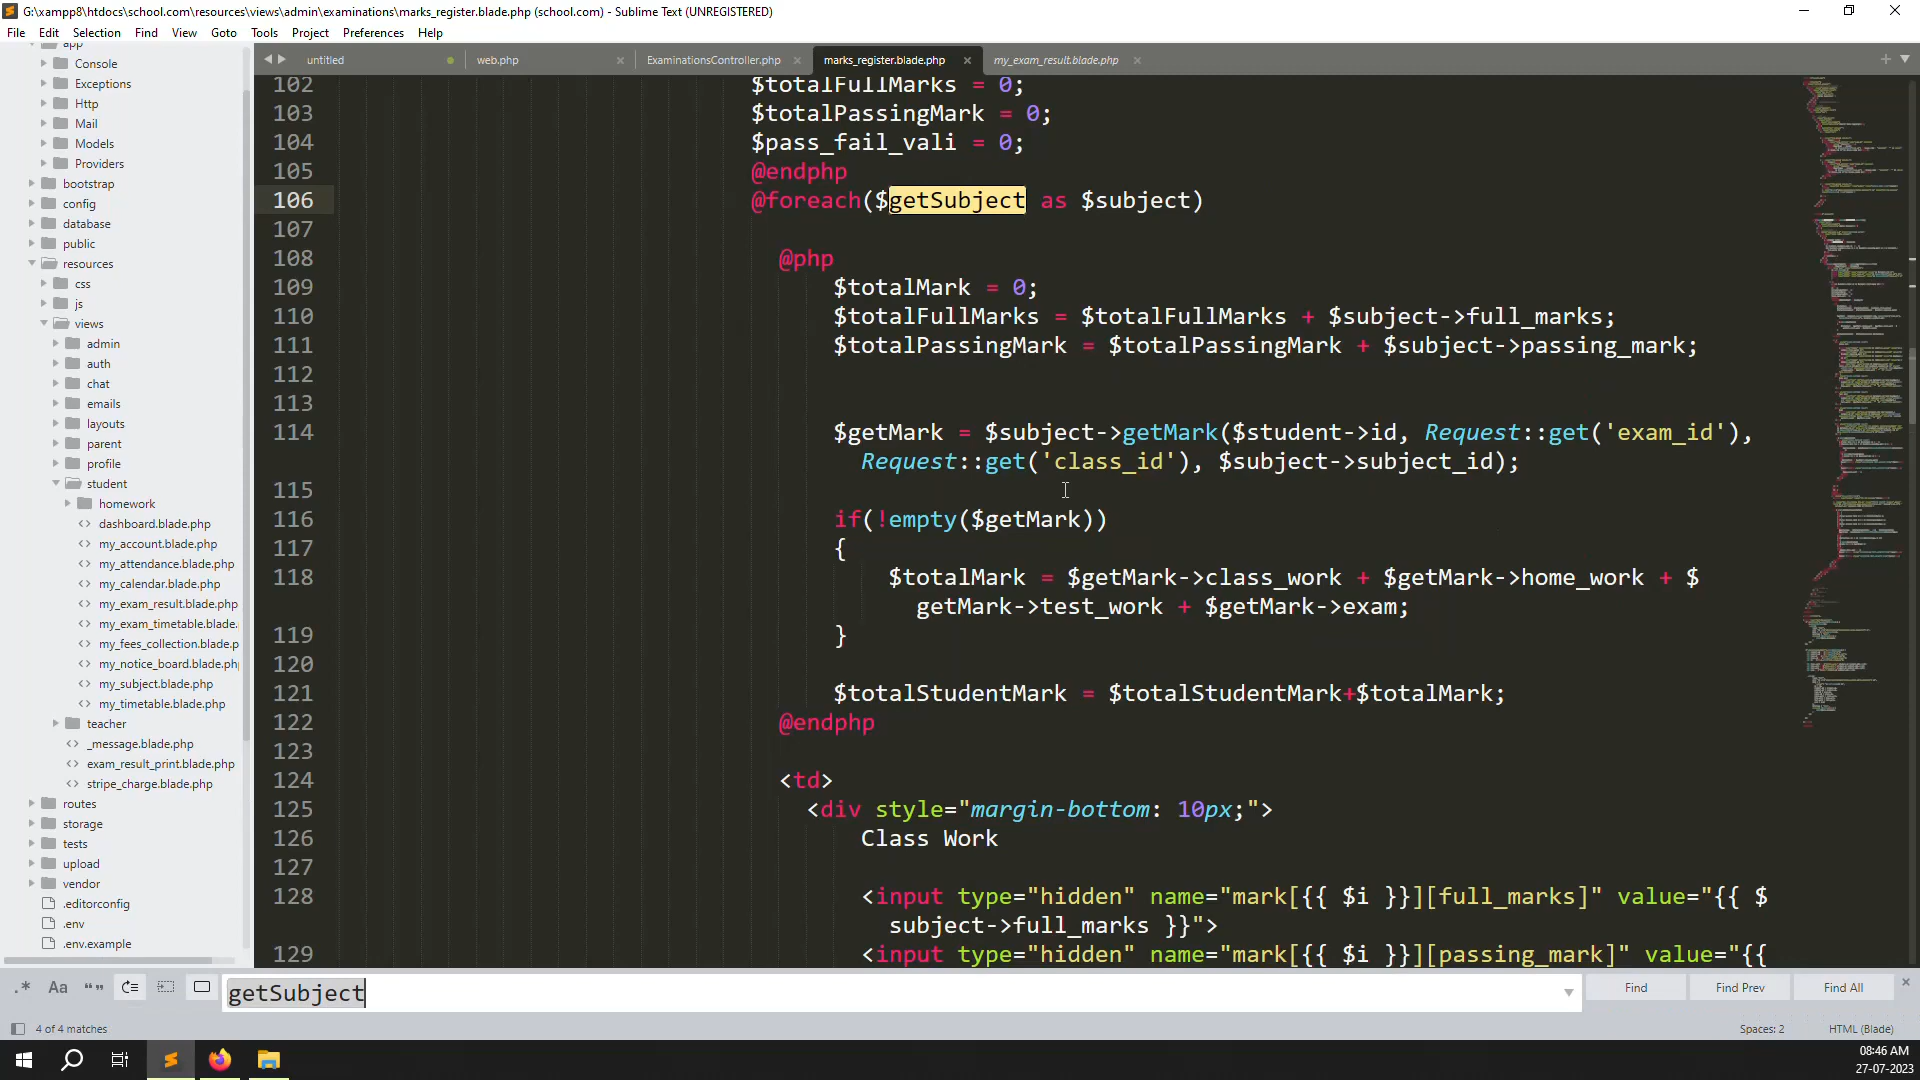 G:\xampp8\htdocs\school.com\resources\views\admin\examinations\marks_register.blade.php (school.com) - Sublime Text (UNREGISTERED)
File Edit Selection Find View Goto Tools Project Preferences Help
untitled web.php ExaminationsController.php marks_register.blade.php my_exam_result.blade.php
app
Console
Exceptions
Http
Mail
Models
Providers
bootstrap
config
database
public
resources
css
js
views
admin
auth
chat
emails
layouts
parent
profile
student
homework
dashboard.blade.php
my_account.blade.php
my_attendance.blade.php
my_calendar.blade.php
my_exam_result.blade.php
my_exam_timetable.blade.
my_fees_collection.blade.p
my_notice_board.blade.php
my_subject.blade.php
my_timetable.blade.php
teacher
_message.blade.php
exam_result_print.blade.php
stripe_charge.blade.php
routes
storage
tests
upload
vendor
.editorconfig
.env
.env.example
102 $totalFullMarks = 0;
103 $totalPassingMark = 0;
104 $pass_fail_vali = 0;
105 @endphp
106 @foreach($getSubject as $subject)
107
108 @php
109 $totalMark = 0;
110 $totalFullMarks = $totalFullMarks + $subject->full_marks;
111 $totalPassingMark = $totalPassingMark + $subject->passing_mark;
112
113
114 $getMark = $subject->getMark($student->id, Request::get('exam_id'),
Request::get('class_id'), $subject->subject_id);
115
116 if(!empty($getMark))
117 {
118 $totalMark = $getMark->class_work + $getMark->home_work + $
getMark->test_work + $getMark->exam;
119 }
120
121 $totalStudentMark = $totalStudentMark+$totalMark;
122 @endphp
123
124 <td>
125 <div style="margin-bottom: 10px;">
126 Class Work
127
128 <input type="hidden" name="mark[{{ $i }}][full_marks]" value="{{ $
subject->full_marks }}">
129 <input type="hidden" name="mark[{{ $i }}][passing_mark]" value="{{
.* Aa "" getSubject Find Find Prev Find All
4 of 4 matches Spaces: 2 HTML (Blade)
08:46 AM
27-07-2023